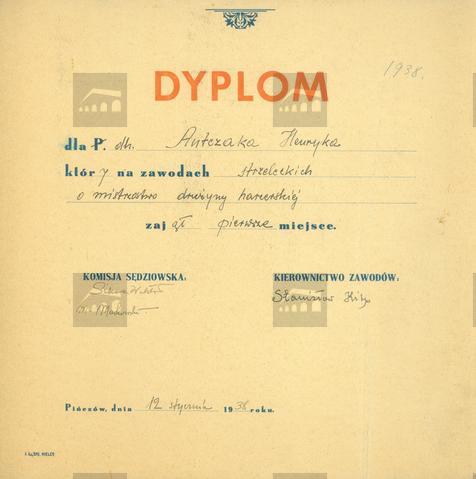 1938.
DYPLOM
dla P. dh. Antczaka Henryka
który na zawodach strzeleckich
o mistrzostwo drużyny harcerskiej
zajął pierwsze miejsce.
KOMISJA SĘDZIOWSKA: KIEROWNICTWO ZAWODÓW:
Stanisław
Pińczów, dnia 12 stycznia 1938 roku.